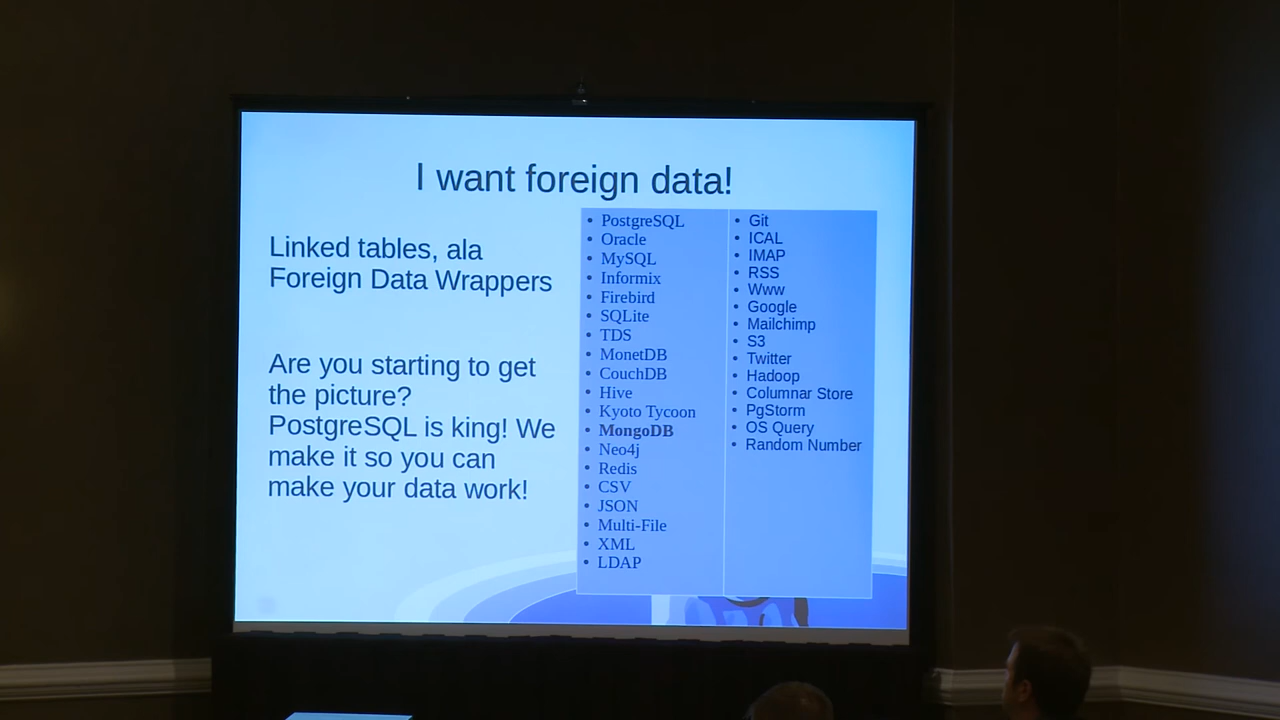 I want foreign data!
Linked tables, ala
Foreign Data Wrappers
Are you starting to get
the picture?
PostgreSQL is king! We
make it so you can
make your data work!
• PostgreSQL
• Oracle
• MySQL
• Informix
• Firebird
• SQLite
• TDS
• MonetDB
• CouchDB
• Hive
• Kyoto Tycoon
• MongoDB
• Neo4j
• Redis
• CSV
• JSON
• Multi-File
• XML
• LDAP
• Git
• ICAL
• IMAP
• RSS
• Www
• Google
• Mailchimp
• S3
• Twitter
• Hadoop
• Columnar Store
• PgStorm
• OS Query
• Random Number